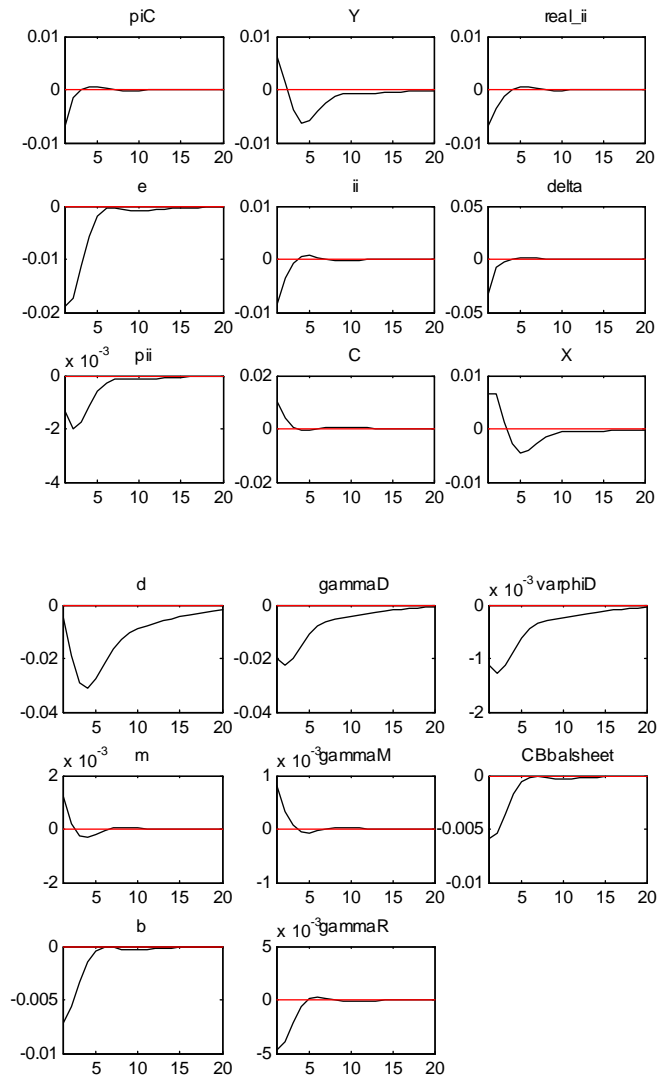 piC Y real_ii
0.01 0.01 0.01
0 0 0
-0.01 -0.01 -0.01
5 10 15 20 5 10 15 20 5 10 15 20
e ii delta
0 0.01 0.05
-0.01 0 0
-0.02 -0.01 -0.05
5 10 15 20 5 10 15 20 5 10 15 20
x 10^-3 pii C X
0 0.02 0.01
-2 0 0
-4 -0.02 -0.01
5 10 15 20 5 10 15 20 5 10 15 20
d gammaD x 10^-3 varphiD
0 0 0
-0.02 -0.02 -1
-0.04 -0.04 -2
5 10 15 20 5 10 15 20 5 10 15 20
x 10^-3 m x 10^-3 gammaM CBbalsheet
2 1 0
0 0 -0.005
-2 -1 -0.01
5 10 15 20 5 10 15 20 5 10 15 20
b x 10^-3 gammaR
0 5
-0.005 0
-0.01 -5
5 10 15 20 5 10 15 20